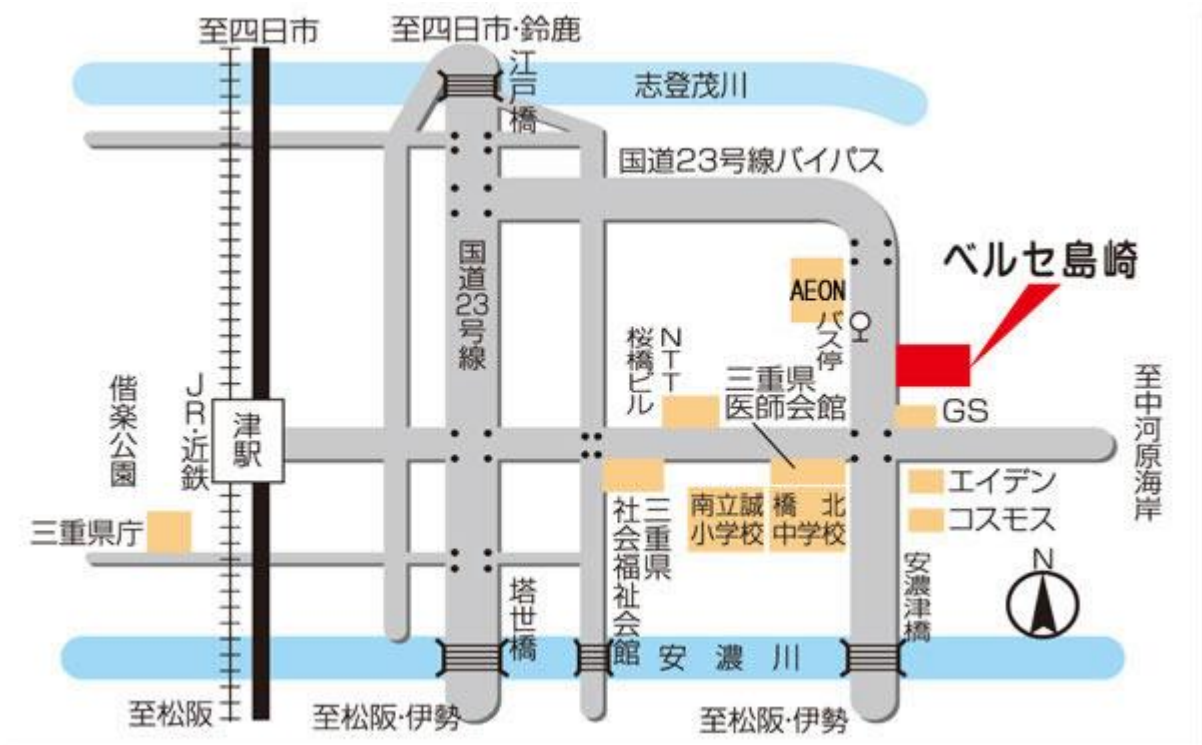 至四日市
至四日市・鈴鹿
江戸橋
志登茂川
国道23号線バイパス
国道23号線
ベルセ島崎
AEON
バス停
NTT
桜橋ビル
三重県
医師会館
GS
至中河原海岸
偕楽公園
JR・近鉄
津駅
エイデン
コスモス
三重県庁
三重県
社会福祉会館
南立誠
小学校
橋北
中学校
安濃津橋
N
塔世橋
安濃川
至松阪
至松阪・伊勢
至松阪・伊勢